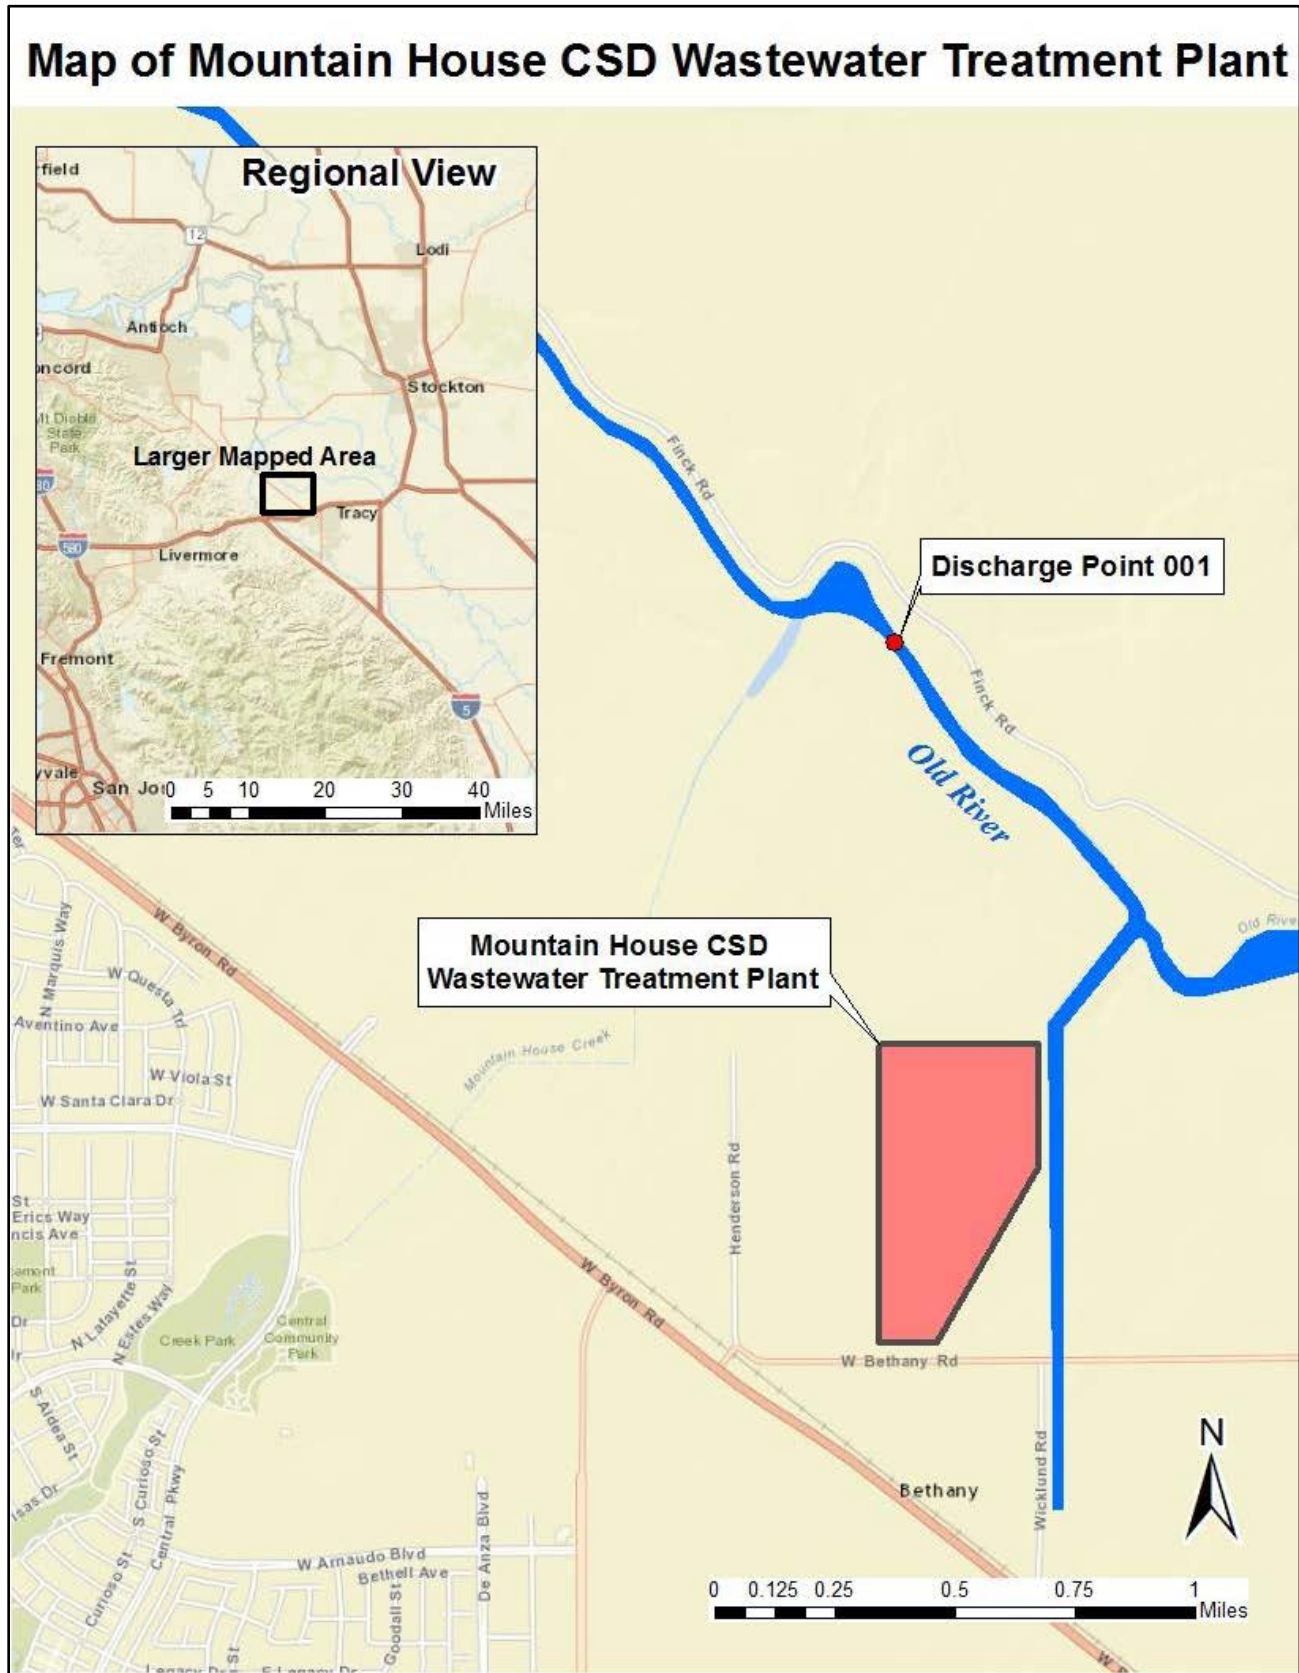 Map of Mountain House CSD Wastewater Treatment Plant
Regional View
rfield
12
Lodi
Antioch
oncord
Stockton
Mt Diablo
State
Park
Larger Mapped Area
Tracy
580
Livermore
Fremont
5
yvale
San Jo
0 5 10 20 30 40
Miles
Finck Rd
Discharge Point 001
Finck Rd
Old River
Old Rive
W Byron Rd
N Marquis Way
W Questa Trl
Aventino Ave
W Viola St
W Santa Clara Dr
Mountain House CSD
Wastewater Treatment Plant
Mountain House Creek
Henderson Rd
St
Erics Way
ncis Ave
Park
Dr
N Lafayette St
N Estes Way
Creek Park
Central
Community
Park
W Byron Rd
W Bethany Rd
S Aldea St
S Curioso St
Central Pkwy
Curioso St
W Arnaudo Blvd
Bethell Ave
De Anza Blvd
Goodall St
Bethany
Wicklund Rd
N
0 0.125 0.25 0.5 0.75 1
Miles